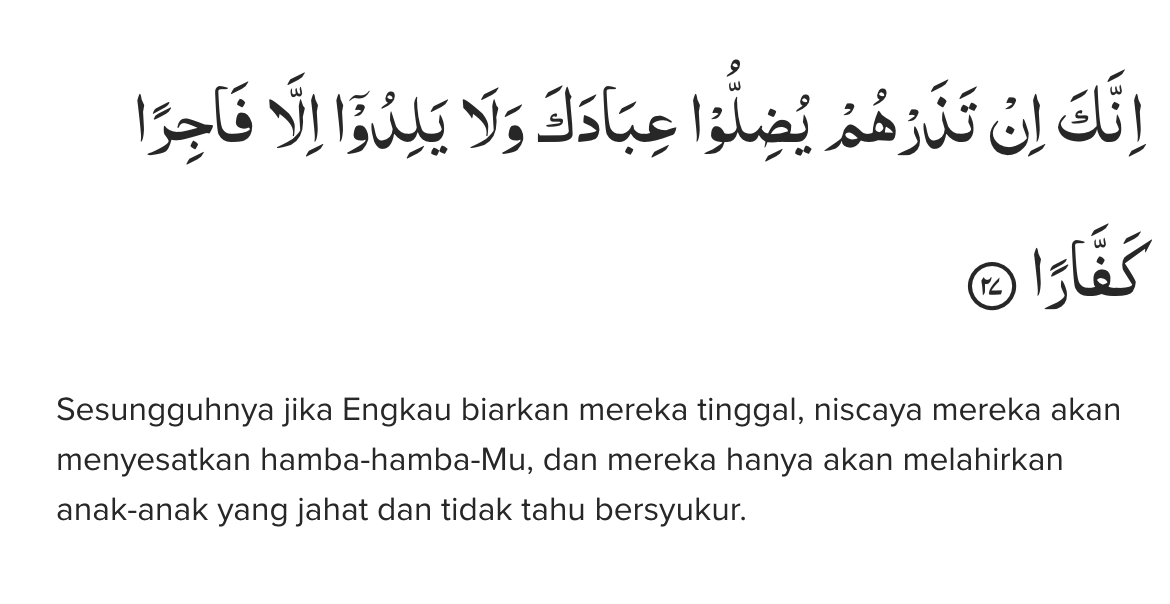 اِنَّكَ اِنْ تَذَرْهُمْ يُضِلُّوْا عِبَادَكَ وَلَا يَلِدُوْٓا اِلَّا فَاجِرًا
كَفَّارًا ٢٧
Sesungguhnya jika Engkau biarkan mereka tinggal, niscaya mereka akan
menyesatkan hamba-hamba-Mu, dan mereka hanya akan melahirkan
anak-anak yang jahat dan tidak tahu bersyukur.